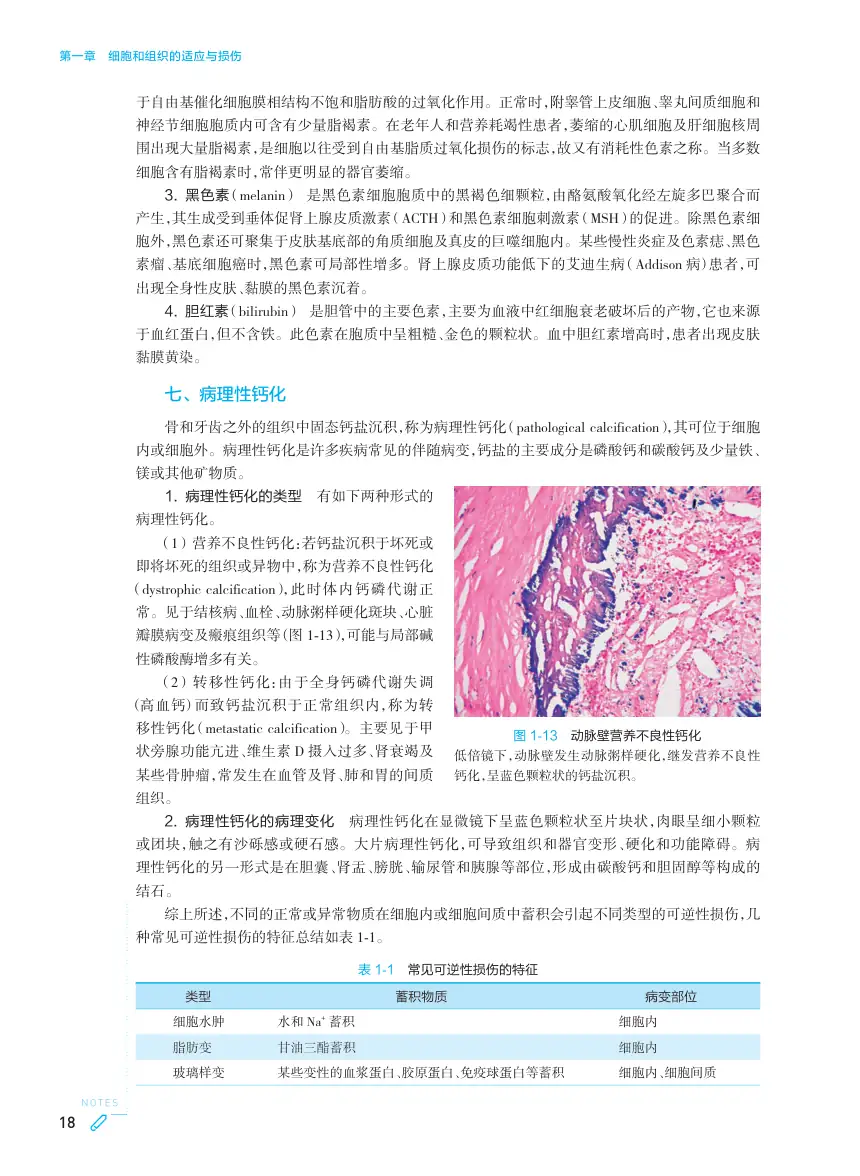 第一章　细胞和组织的适应与损伤
于自由基催化细胞膜相结构不饱和脂肪酸的过氧化作用。正常时,附睾管上皮细胞、睾丸间质细胞和
神经节细胞胞质内可含有少量脂褐素。在老年人和营养耗竭性患者,萎缩的心肌细胞及肝细胞核周
围出现大量脂褐素,是细胞以往受到自由基脂质过氧化损伤的标志,故又有消耗性色素之称。当多数
细胞含有脂褐素时,常伴更明显的器官萎缩。
3. 黑色素(melanin)　是黑色素细胞胞质中的黑褐色细颗粒,由酪氨酸氧化经左旋多巴聚合而
产生,其生成受到垂体促肾上腺皮质激素(ACTH)和黑色素细胞刺激素(MSH)的促进。除黑色素细
胞外,黑色素还可聚集于皮肤基底部的角质细胞及真皮的巨噬细胞内。某些慢性炎症及色素痣、黑色
素瘤、基底细胞癌时,黑色素可局部性增多。肾上腺皮质功能低下的艾迪生病(Addison 病)患者,可
出现全身性皮肤、黏膜的黑色素沉着。
4. 胆红素(bilirubin)　是胆管中的主要色素,主要为血液中红细胞衰老破坏后的产物,它也来源
于血红蛋白,但不含铁。此色素在胞质中呈粗糙、金色的颗粒状。血中胆红素增高时,患者出现皮肤
黏膜黄染。
七、病理性钙化
骨和牙齿之外的组织中固态钙盐沉积,称为病理性钙化(pathological calcification),其可位于细胞
内或细胞外。病理性钙化是许多疾病常见的伴随病变,钙盐的主要成分是磷酸钙和碳酸钙及少量铁、
镁或其他矿物质。
1. 病理性钙化的类型　有如下两种形式的
病理性钙化。
(1)营养不良性钙化:若钙盐沉积于坏死或
即将坏死的组织或异物中,称为营养不良性钙化
(dystrophic calcification),此时体内钙磷代谢正
常。见于结核病、血栓、动脉粥样硬化斑块、心脏
瓣膜病变及瘢痕组织等(图 1-13),可能与局部碱
性磷酸酶增多有关。
(2)转移性钙化:由于全身钙磷代谢失调
(高血钙)而致钙盐沉积于正常组织内,称为转
移性钙化(metastatic calcification)。主要见于甲
状旁腺功能亢进、维生素 D 摄入过多、肾衰竭及
某些骨肿瘤,常发生在血管及肾、肺和胃的间质
组织。
图 1-13　动脉壁营养不良性钙化
低倍镜下,动脉壁发生动脉粥样硬化,继发营养不良性
钙化,呈蓝色颗粒状的钙盐沉积。
2. 病理性钙化的病理变化　病理性钙化在显微镜下呈蓝色颗粒状至片块状,肉眼呈细小颗粒
或团块,触之有沙砾感或硬石感。大片病理性钙化,可导致组织和器官变形、硬化和功能障碍。病
理性钙化的另一形式是在胆囊、肾盂、膀胱、输尿管和胰腺等部位,形成由碳酸钙和胆固醇等构成的
结石。
综上所述,不同的正常或异常物质在细胞内或细胞间质中蓄积会引起不同类型的可逆性损伤,几
种常见可逆性损伤的特征总结如表 1-1。
表 1-1　常见可逆性损伤的特征
类型　蓄积物质　病变部位
细胞水肿　水和 Na⁺ 蓄积　细胞内
脂肪变　甘油三酯蓄积　细胞内
玻璃样变　某些变性的血浆蛋白、胶原蛋白、免疫球蛋白等蓄积　细胞内、细胞间质
NOTES
18